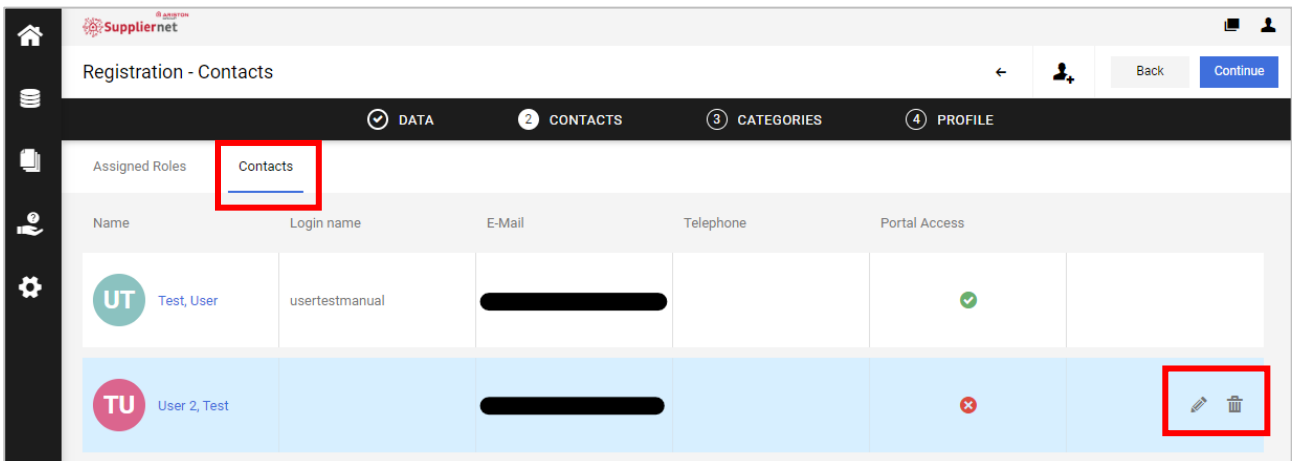 ARISTON
Suppliernet
Registration - Contacts
Back
Continue
DATA
2 CONTACTS
3 CATEGORIES
4 PROFILE
Assigned Roles
Contacts
Name
Login name
E-Mail
Telephone
Portal Access
UT
Test, User
usertestmanual
TU
User 2, Test